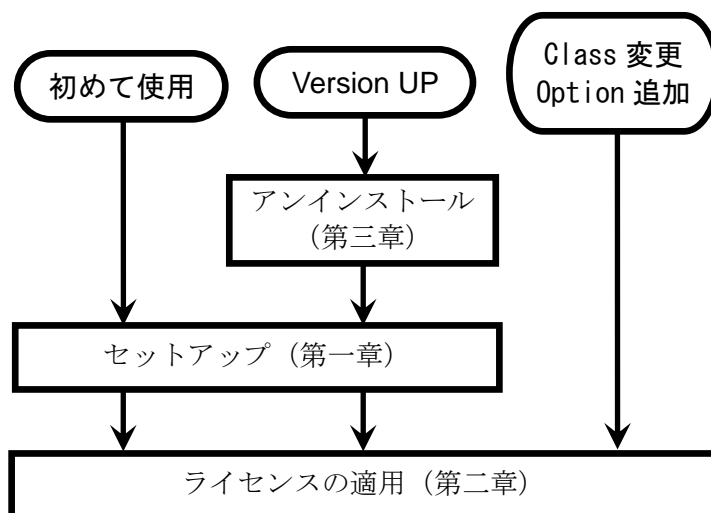 初めて使用
Version UP
Class 変更
Option 追加
アンインストール
(第三章)
セットアップ(第一章)
ライセンスの適用(第二章)